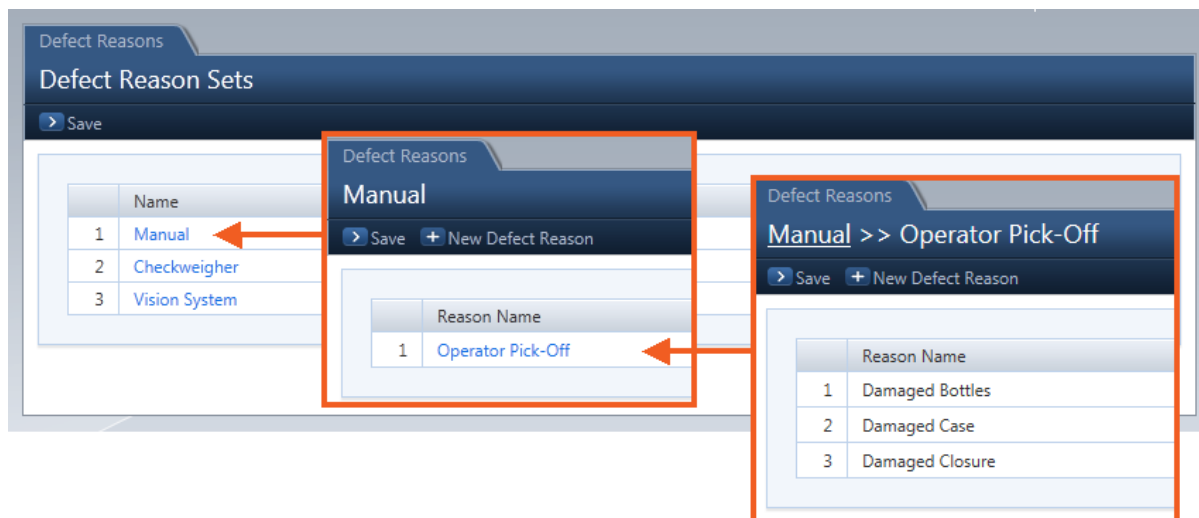 Defect Reasons
Defect Reason Sets
Save
Name
1 Manual
2 Checkweigher
3 Vision System
Defect Reasons
Manual
Save New Defect Reason
Reason Name
1 Operator Pick-Off
Defect Reasons
Manual >> Operator Pick-Off
Save New Defect Reason
Reason Name
1 Damaged Bottles
2 Damaged Case
3 Damaged Closure